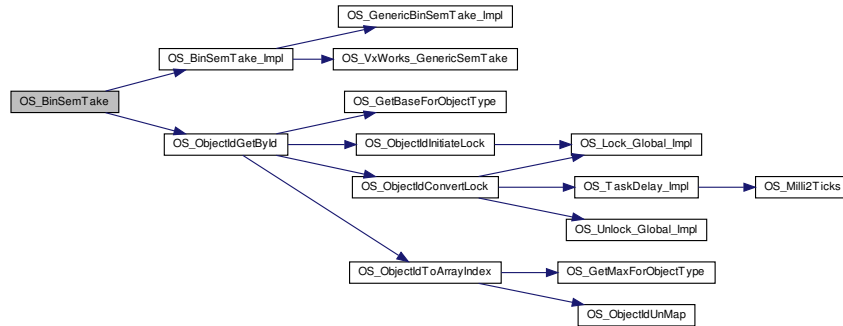 OS_GenericBinSemTake_Impl
OS_BinSemTake_Impl
OS_VxWorks_GenericSemTake
OS_BinSemTake
OS_GetBaseForObjectType
OS_ObjectIdGetById
OS_ObjectIdInitiateLock
OS_Lock_Global_Impl
OS_ObjectIdConvertLock
OS_TaskDelay_Impl
OS_Milli2Ticks
OS_Unlock_Global_Impl
OS_ObjectIdToArrayIndex
OS_GetMaxForObjectType
OS_ObjectIdUnMap